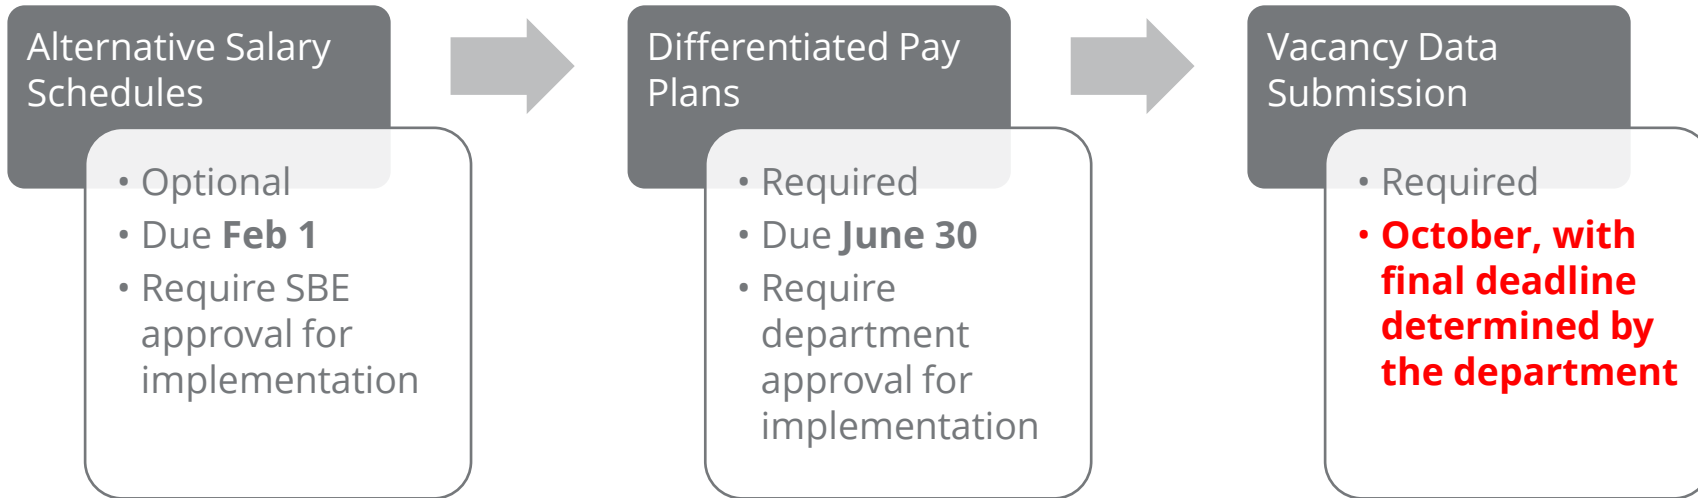 Alternative Salary
Schedules
• Optional
• Due Feb 1
• Require SBE
approval for
implementation
Differentiated Pay
Plans
• Required
• Due June 30
• Require
department
approval for
implementation
Vacancy Data
Submission
• Required
• October, with
final deadline
determined by
the department